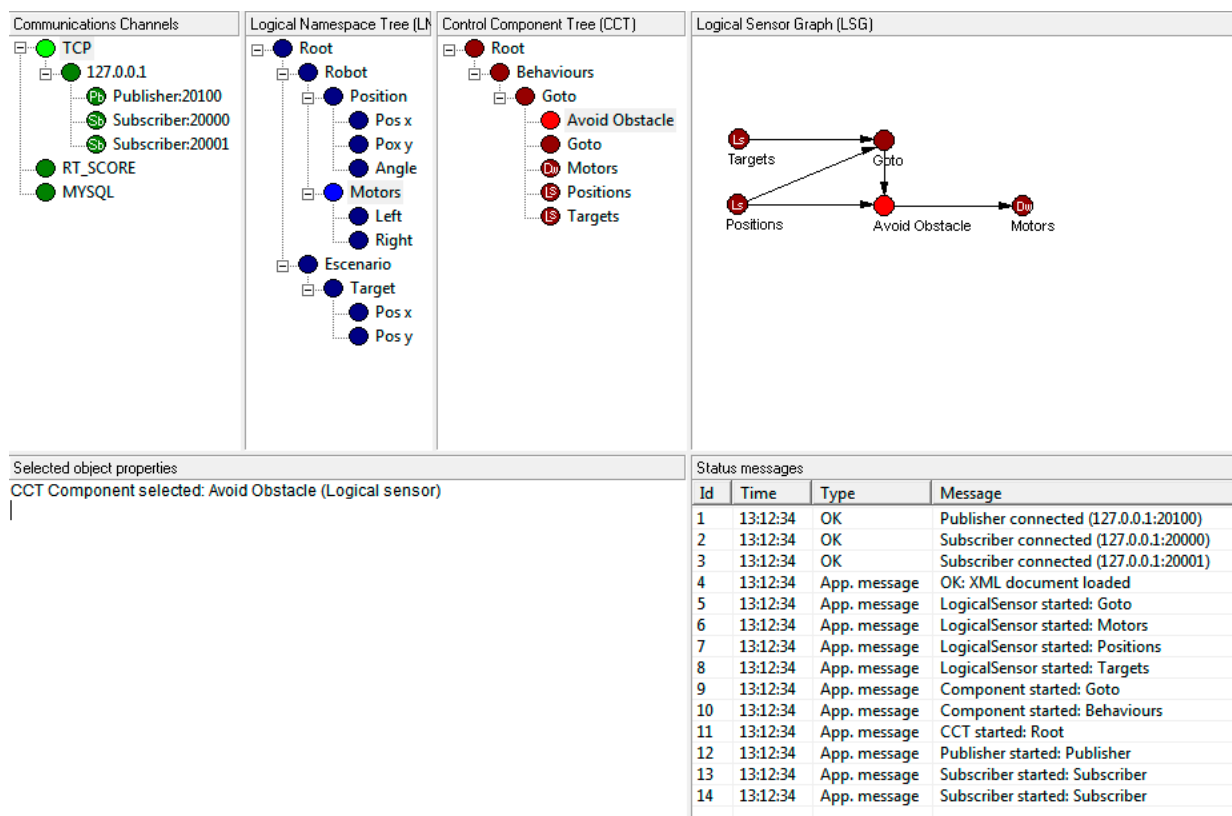 Communications Channels
TCP
127.0.0.1
Pb Publisher:20100
Sb Subscriber:20000
Sb Subscriber:20001
RT_SCORE
MYSQL
Logical Namespace Tree (LN
Root
Robot
Position
Pos x
Pox y
Angle
Motors
Left
Right
Escenario
Target
Pos x
Pos y
Control Component Tree (CCT)
Root
Behaviours
Goto
Avoid Obstacle
Goto
Dw Motors
LS Positions
LS Targets
Logical Sensor Graph (LSG)
Ls
Targets
Goto
Ls
Positions
Avoid Obstacle
Dw
Motors
Selected object properties
CCT Component selected: Avoid Obstacle (Logical sensor)
Status messages
Id Time Type Message
1 13:12:34 OK Publisher connected (127.0.0.1:20100)
2 13:12:34 OK Subscriber connected (127.0.0.1:20000)
3 13:12:34 OK Subscriber connected (127.0.0.1:20001)
4 13:12:34 App. message OK: XML document loaded
5 13:12:34 App. message LogicalSensor started: Goto
6 13:12:34 App. message LogicalSensor started: Motors
7 13:12:34 App. message LogicalSensor started: Positions
8 13:12:34 App. message LogicalSensor started: Targets
9 13:12:34 App. message Component started: Goto
10 13:12:34 App. message Component started: Behaviours
11 13:12:34 App. message CCT started: Root
12 13:12:34 App. message Publisher started: Publisher
13 13:12:34 App. message Subscriber started: Subscriber
14 13:12:34 App. message Subscriber started: Subscriber